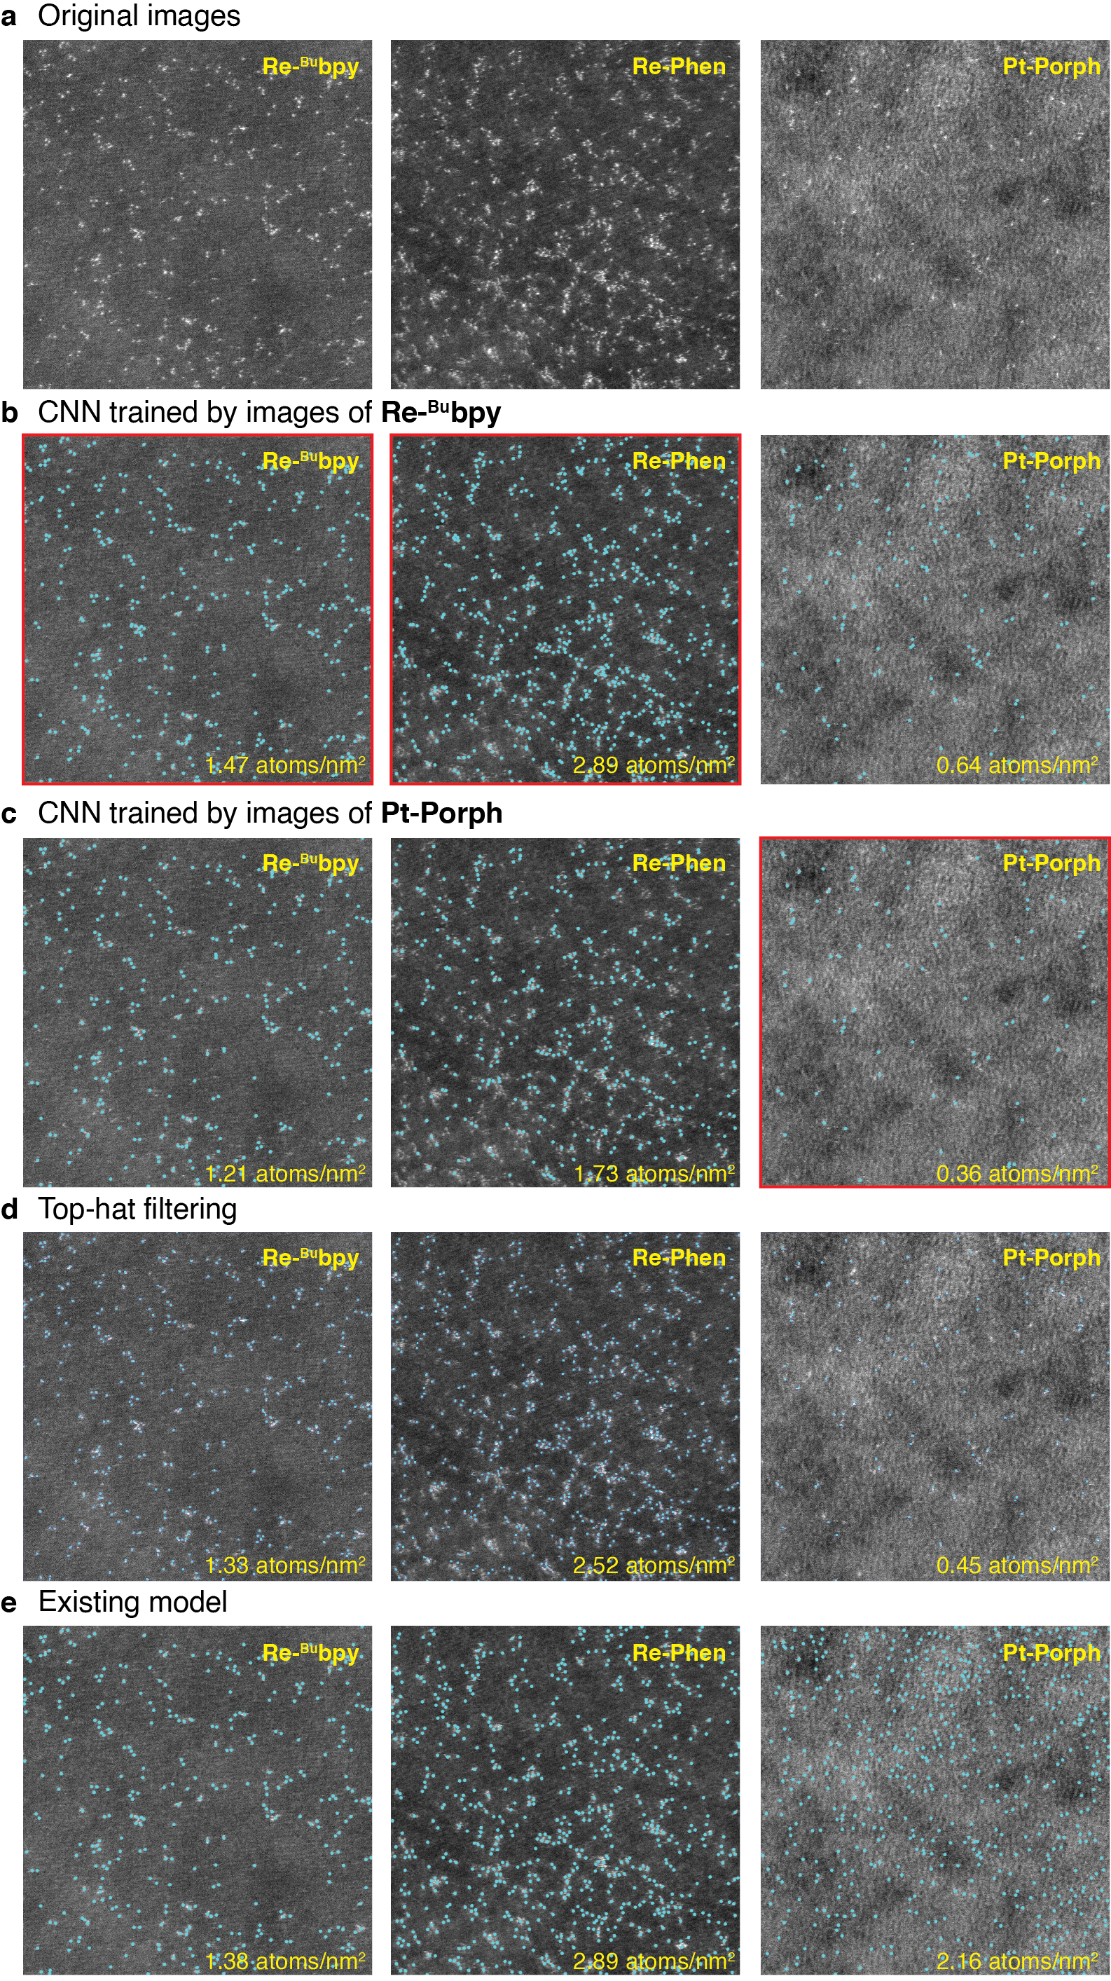 a Original images
Re-ᴮᵘbpy
Re-Phen
Pt-Porph
b CNN trained by images of Re-ᴮᵘbpy
Re-ᴮᵘbpy
Re-Phen
Pt-Porph
1.47 atoms/nm²
2.89 atoms/nm²
0.64 atoms/nm²
c CNN trained by images of Pt-Porph
Re-ᴮᵘbpy
Re-Phen
Pt-Porph
1.21 atoms/nm²
1.73 atoms/nm²
0.36 atoms/nm²
d Top-hat filtering
Re-ᴮᵘbpy
Re-Phen
Pt-Porph
1.33 atoms/nm²
2.52 atoms/nm²
0.45 atoms/nm²
e Existing model
Re-ᴮᵘbpy
Re-Phen
Pt-Porph
1.38 atoms/nm²
2.89 atoms/nm²
2.16 atoms/nm²